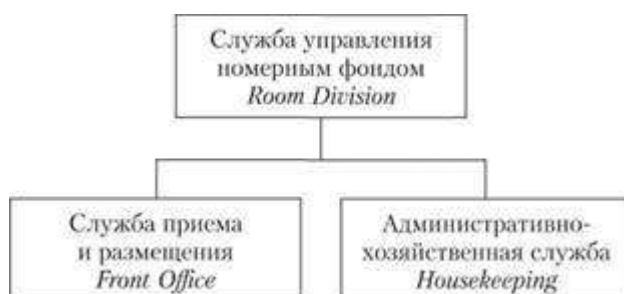 Служба управления
номерным фондом
Room Division
Служба приема
и размещения
Front Office
Административно-
хозяйственная служба
Housekeeping